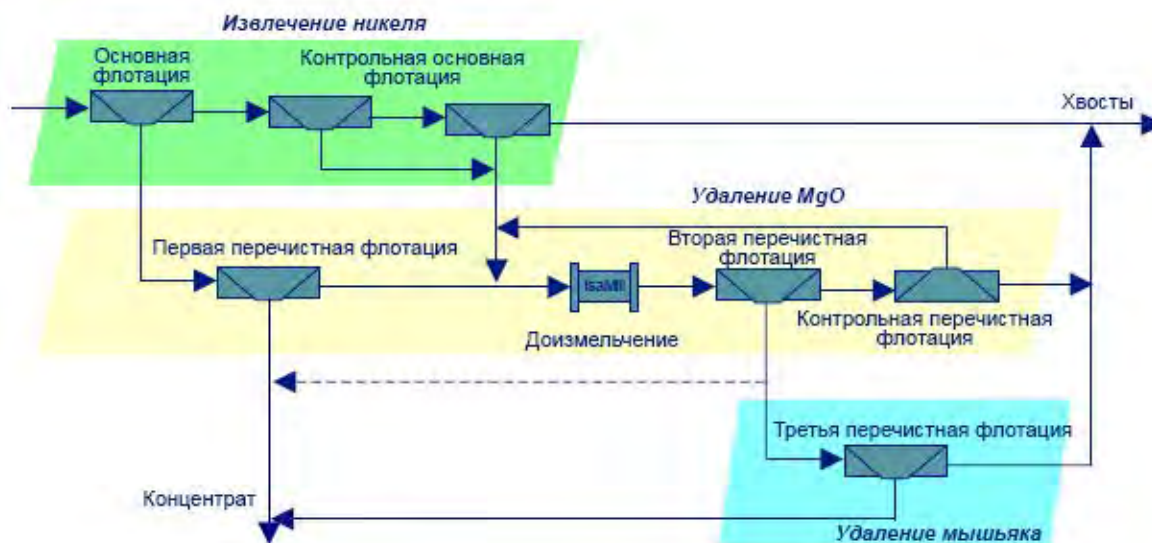 Извлечение никеля
Основная
флотация
Контрольная основная
флотация
Хвосты
Удаление MgO
Первая перечистная флотация
Вторая перечистная
флотация
IsaMill
Доизмельчение
Контрольная перечистная
флотация
Третья перечистная флотация
Концентрат
Удаление мышьяка